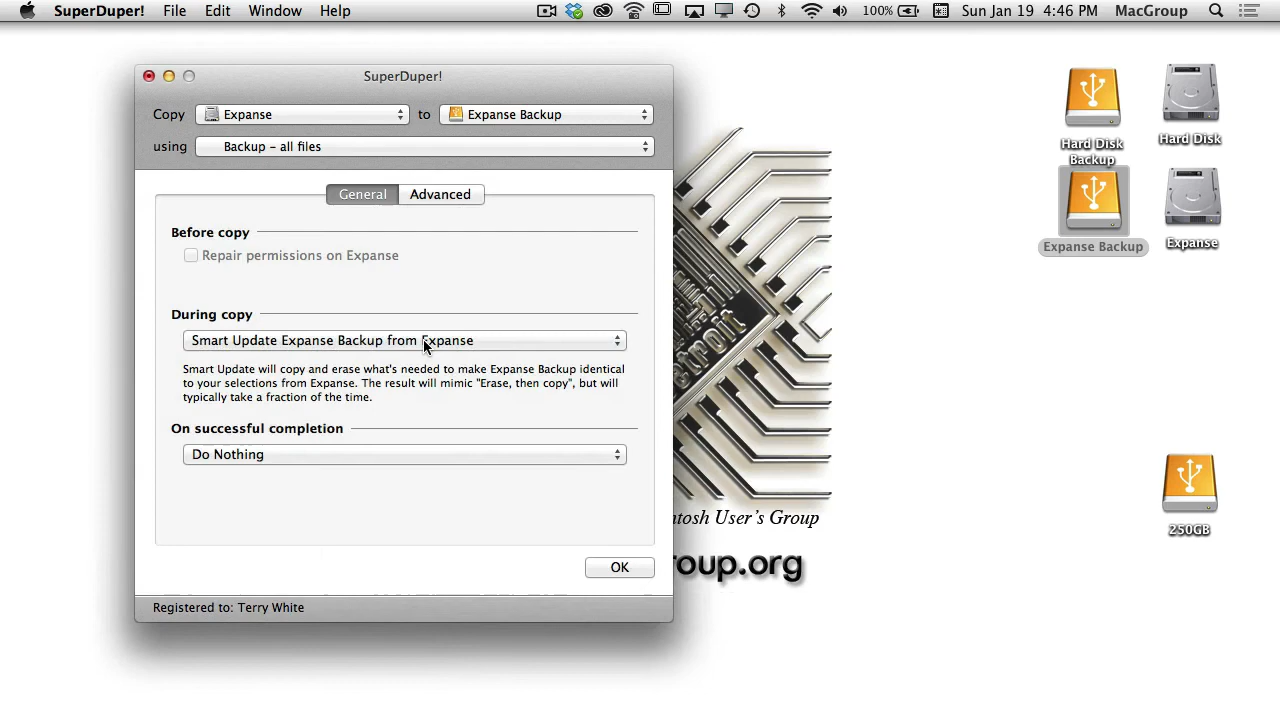 SuperDuper! File Edit Window Help 100% Sun Jan 19 4:46 PM MacGroup
SuperDuper!
Copy Expanse to Expanse Backup
using Backup – all files
General Advanced
Before copy
Repair permissions on Expanse
During copy
Smart Update Expanse Backup from Expanse
Smart Update will copy and erase what's needed to make Expanse Backup identical
to your selections from Expanse. The result will mimic "Erase, then copy", but will
typically take a fraction of the time.
On successful completion
Do Nothing
OK
Registered to: Terry White
Hard Disk
Backup
Hard Disk
Expanse Backup
Expanse
250GB
etroit
ntosh User's Group
roup.org